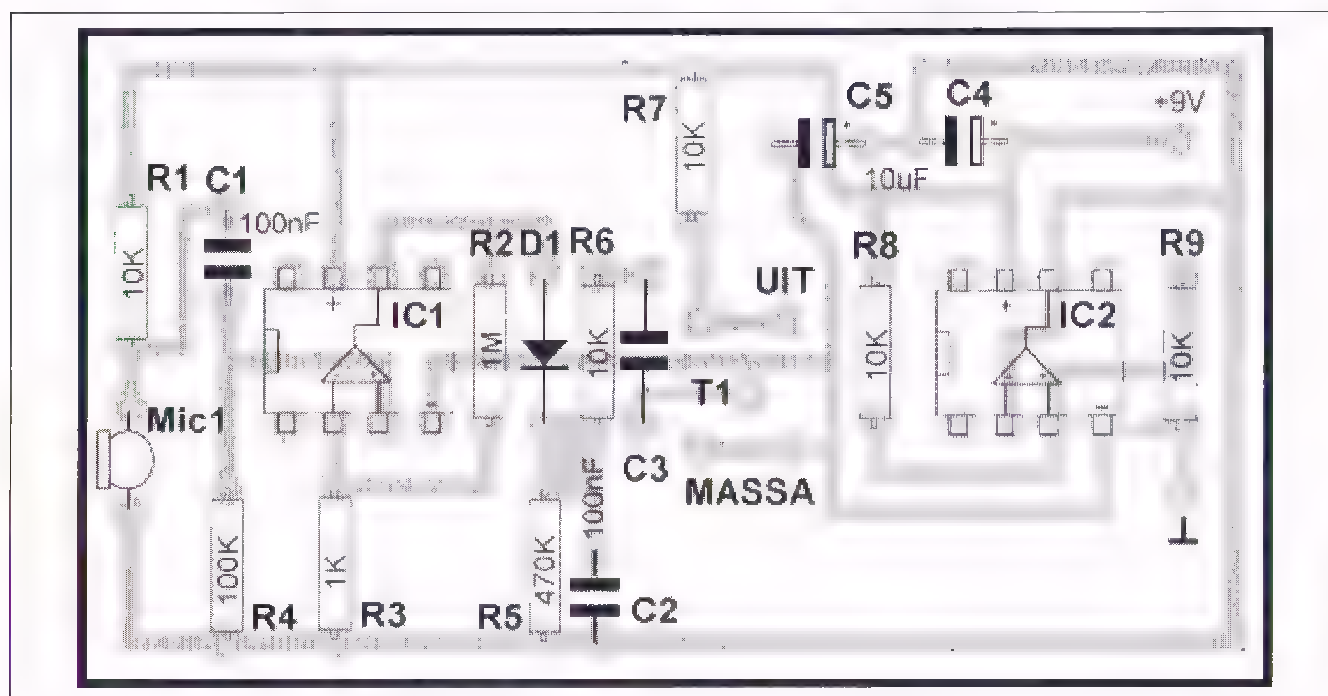 R7
10K
C5
C4
+9V
10uF
R1
C1
100nF
10K
R2
D1
R6
IC1
1M
10K
UIT
T1
R8
10K
IC2
R9
10K
Mic1
C3
MASSA
100nF
100K
R4
1K
R3
R5
470K
C2